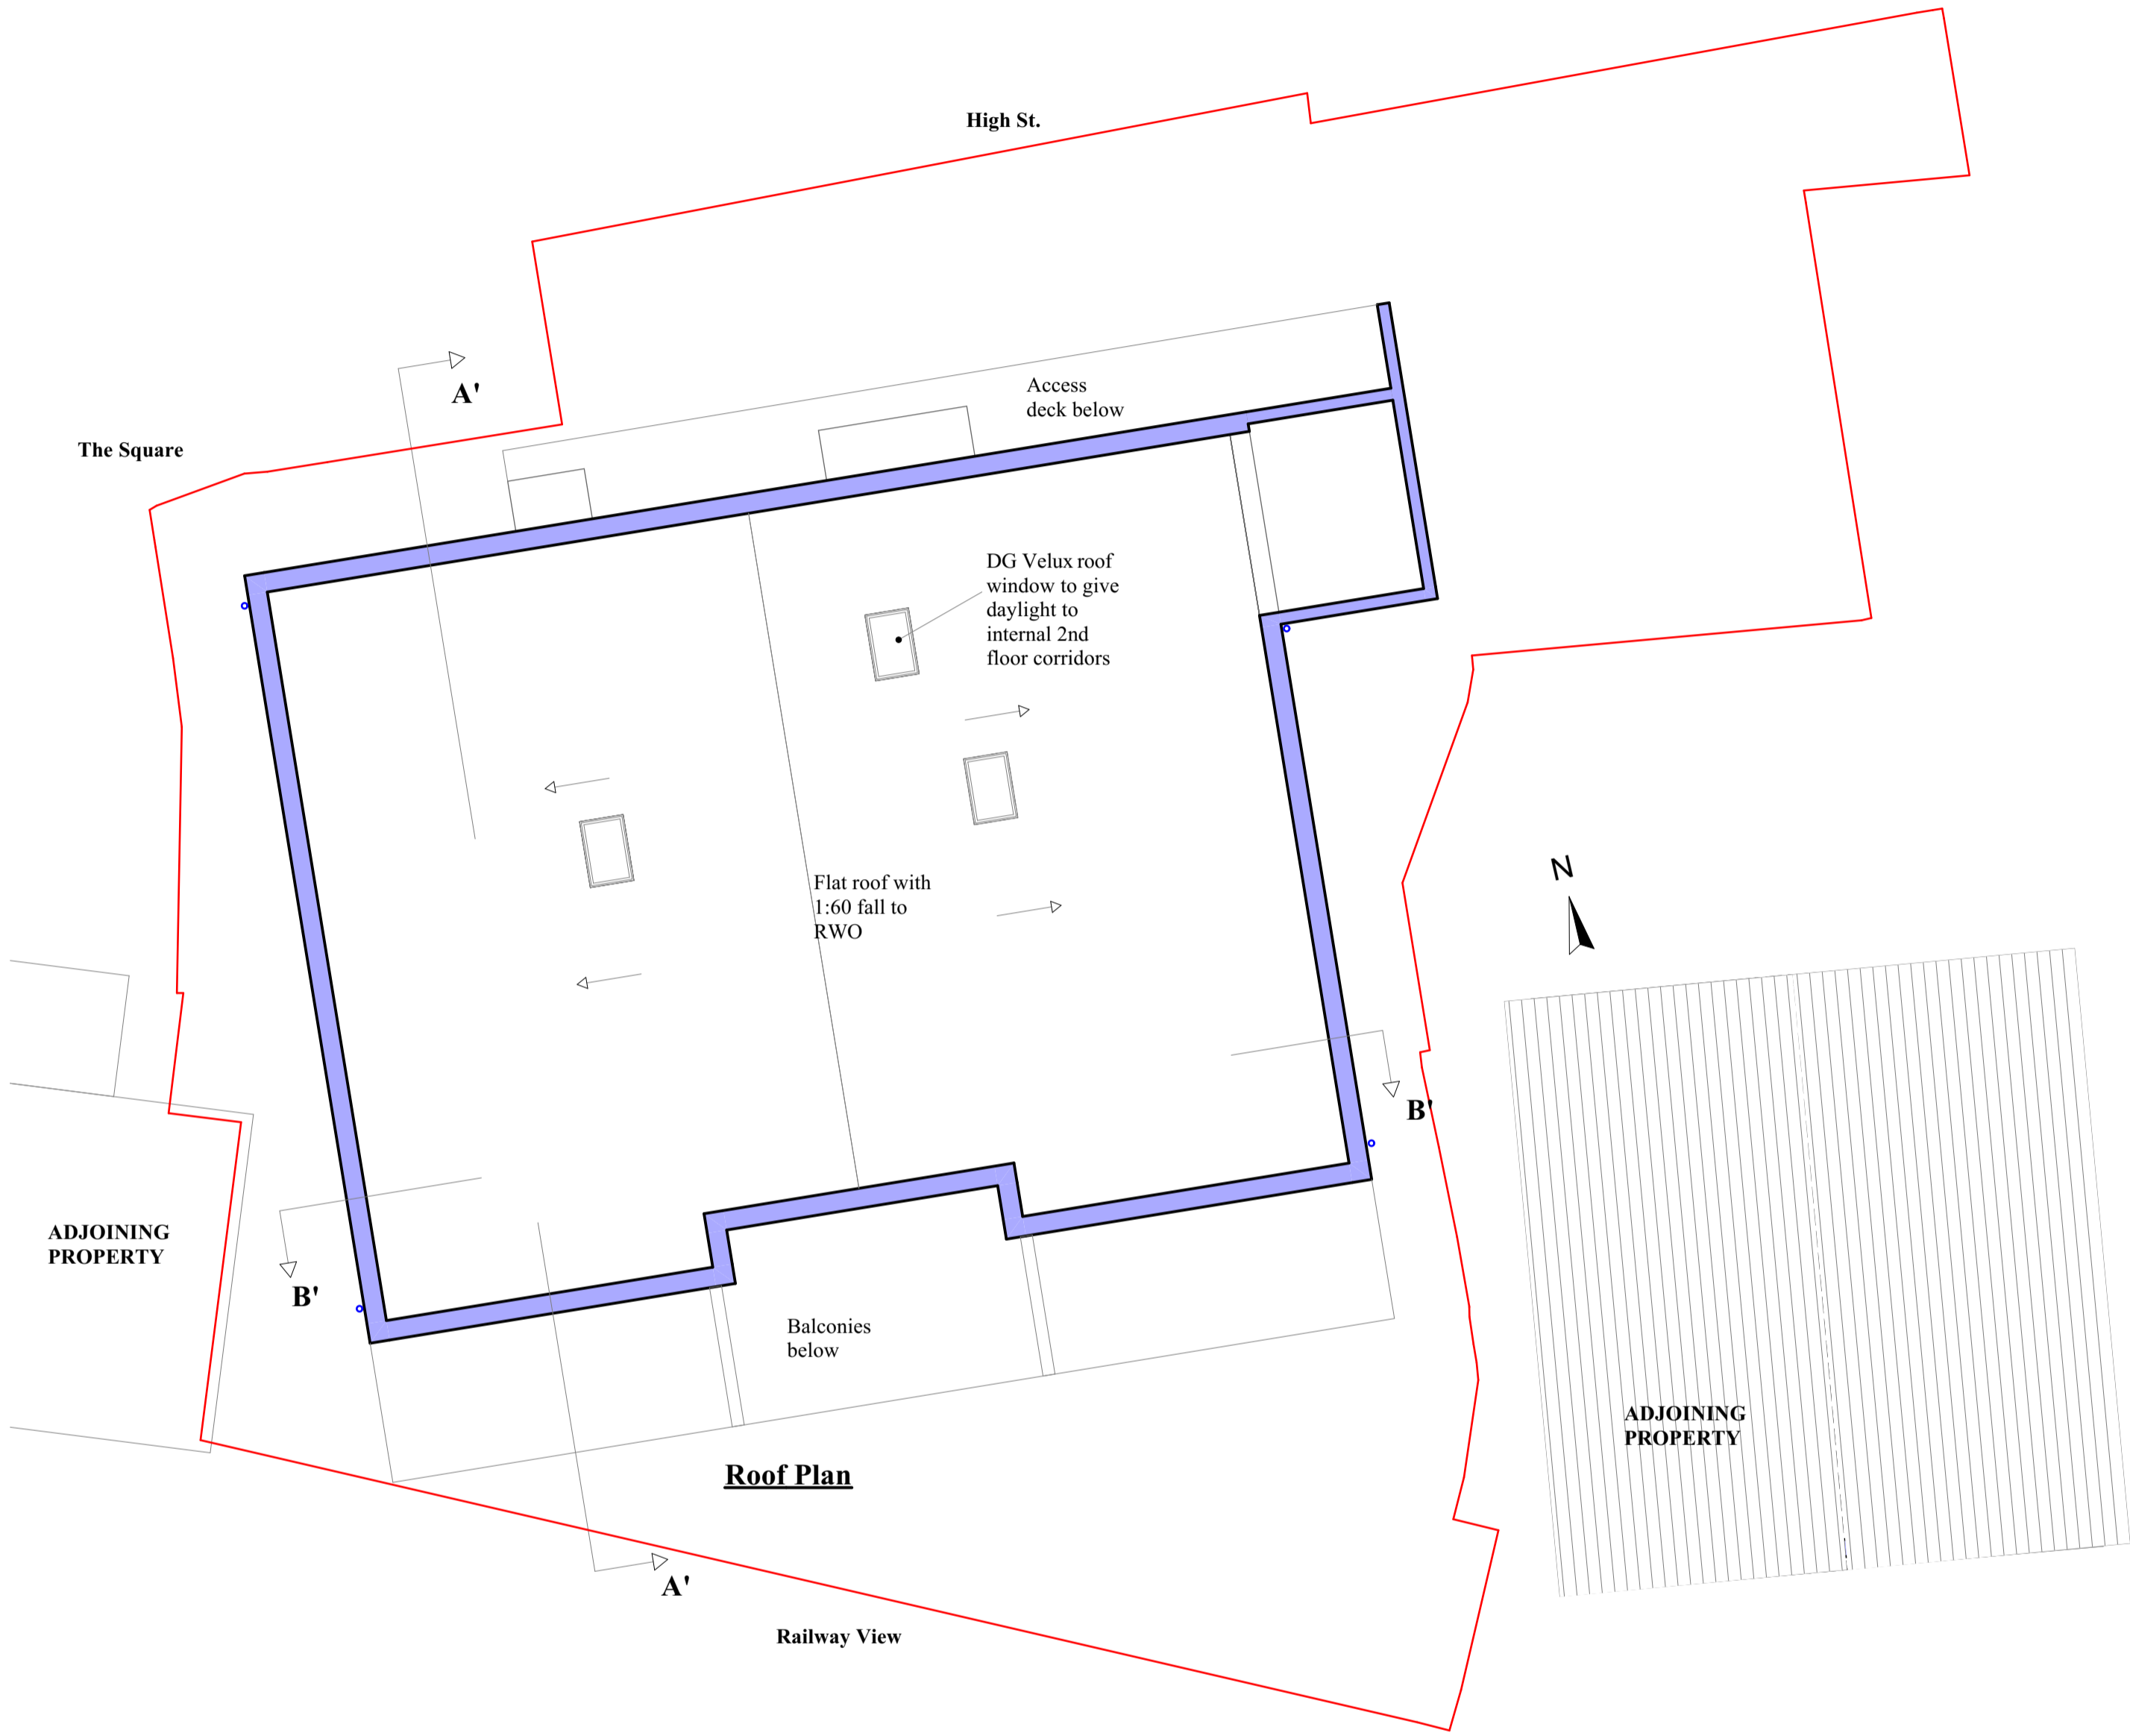 High St.
A'
Access
deck below
The Square
DG Velux roof
window to give
daylight to
internal 2nd
floor corridors
N
Flat roof with
1:60 fall to
RWO
B'
ADJOINING
PROPERTY
B'
Balconies
below
ADJOINING
PROPERTY
Roof Plan
A'
Railway View